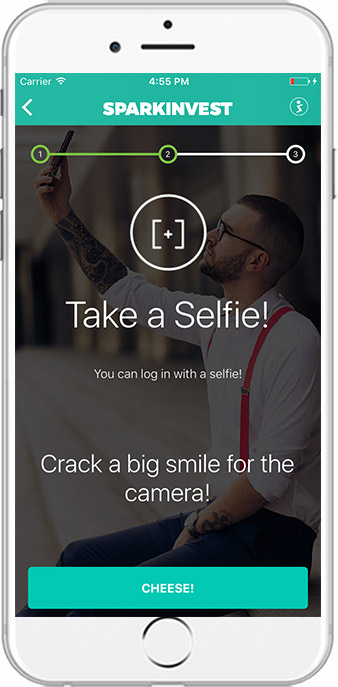 Carrier 4:55 PM
SPARKINVEST
1 2 3
Take a Selfie!
You can log in with a selfie!
Crack a big smile for the
camera!
CHEESE!